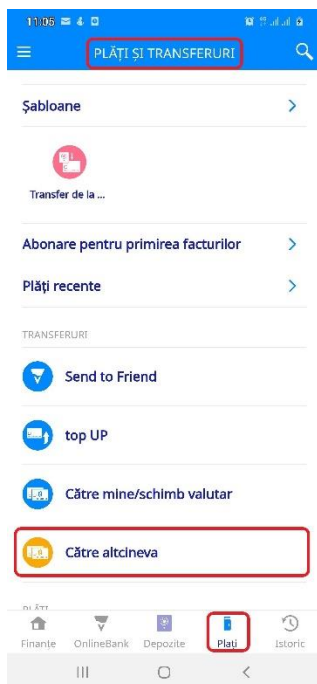 11:06
PLĂȚI ȘI TRANSFERURI
Șabloane
Transfer de la ...
Abonare pentru primirea facturilor
Plăți recente
TRANSFERURI
Send to Friend
top UP
Către mine/schimb valutar
Către altcineva
PLĂȚI
Finanțe OnlineBank Depozite Plați Istoric